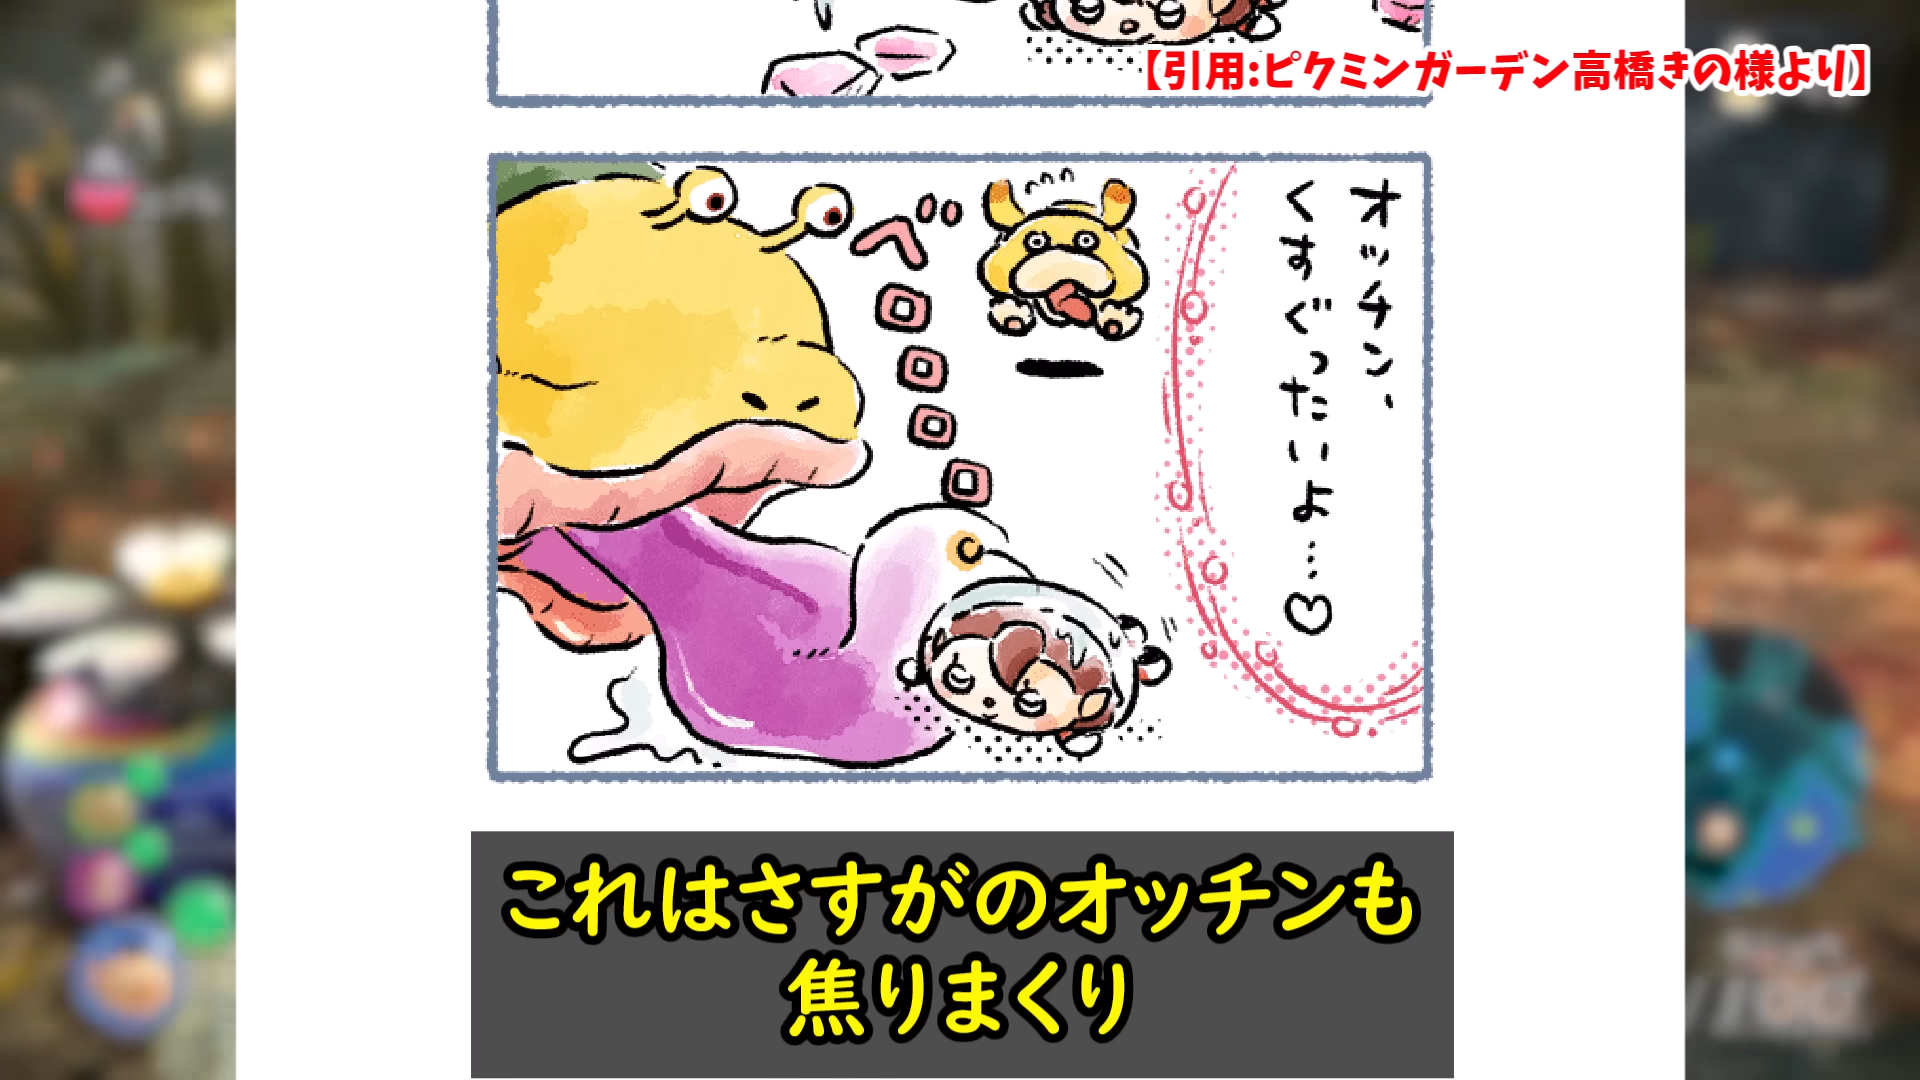 【引用:ピクミンガーデン高橋きの様より】
オッチン、
くすぐったいよ…♡
べロロロロ
これはさすがのオッチンも
焦りまくり